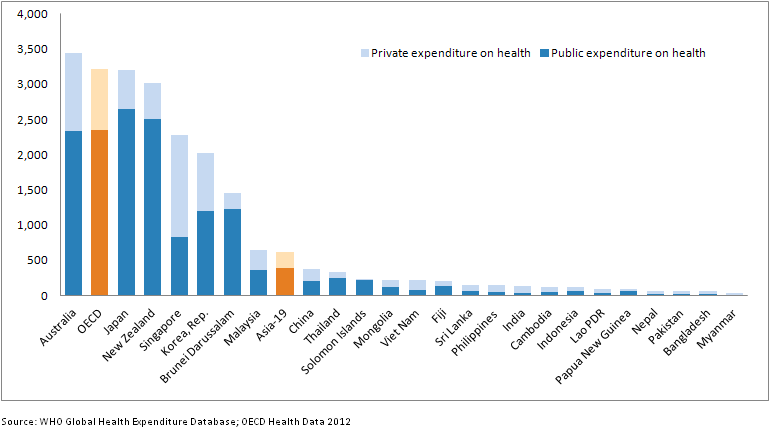 4,000
3,500
3,000
2,500
2,000
1,500
1,000
500
0
Private expenditure on health
Public expenditure on health
Australia
OECD
Japan
New Zealand
Singapore
Korea, Rep.
Brunei Darussalam
Malaysia
Asia-19
China
Thailand
Solomon Islands
Mongolia
Viet Nam
Fiji
Sri Lanka
Philippines
India
Cambodia
Indonesia
Lao PDR
Papua New Guinea
Nepal
Pakistan
Bangladesh
Myanmar
Source: WHO Global Health Expenditure Database; OECD Health Data 2012